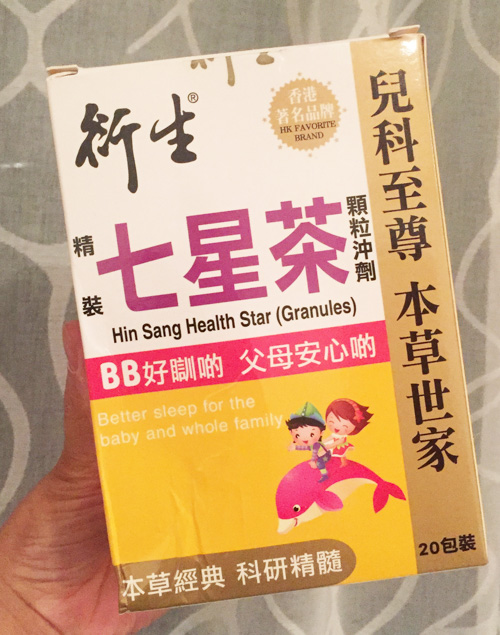 衍生®
香港
著名品牌
HK FAVORITE
BRAND
兒科至尊 本草世家
精裝
七星茶
顆粒沖劑
Hin Sang Health Star (Granules)
BB好瞓啲 父母安心啲
Better sleep for the
baby and whole family
本草經典 科研精髓
20包裝